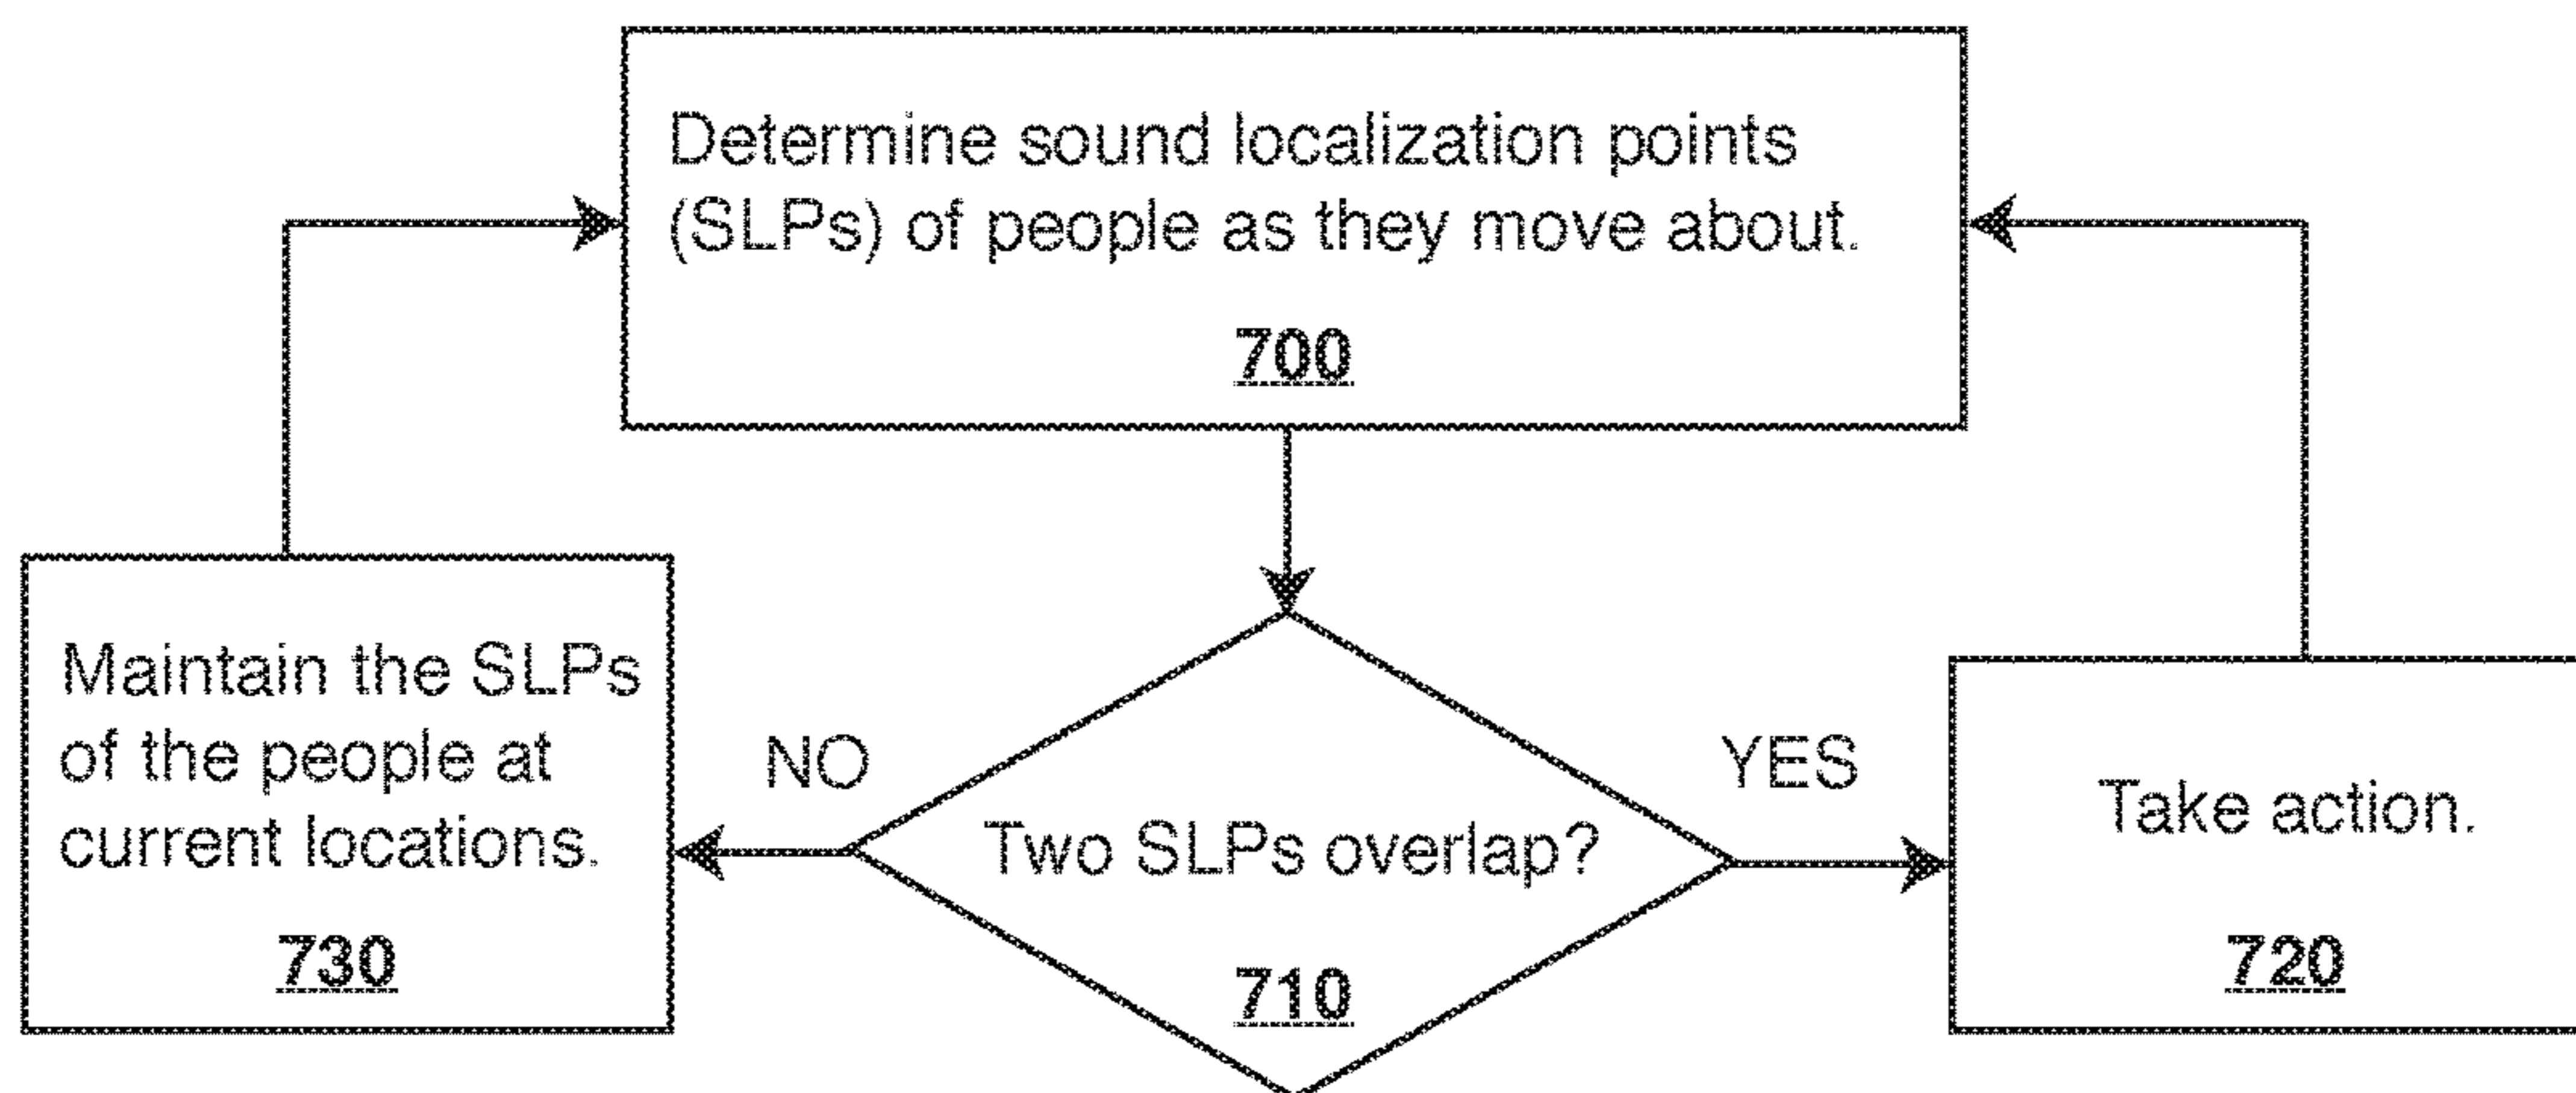 Determine sound localization points
(SLPs) of people as they move about.
700
Maintain the SLPs
of the people at
current locations.
730
NO
Two SLPs overlap?
710
YES
Take action.
720